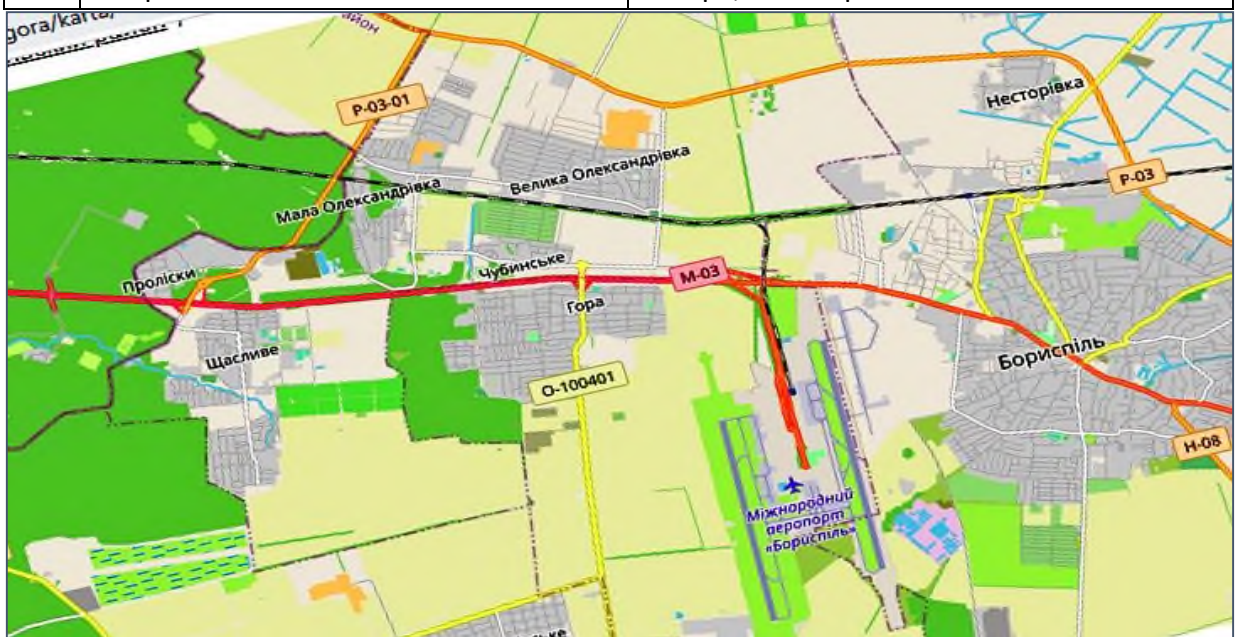 gora/karta/
Р-03-01
Несторівка
Велика Олександрівка
Р-03
Мала Олександрівка
Чубинське
М-03
Проліски
Гора
Щасливе
Бориспіль
О-100401
Н-08
Міжнародний
аеропорт
«Бориспіль»